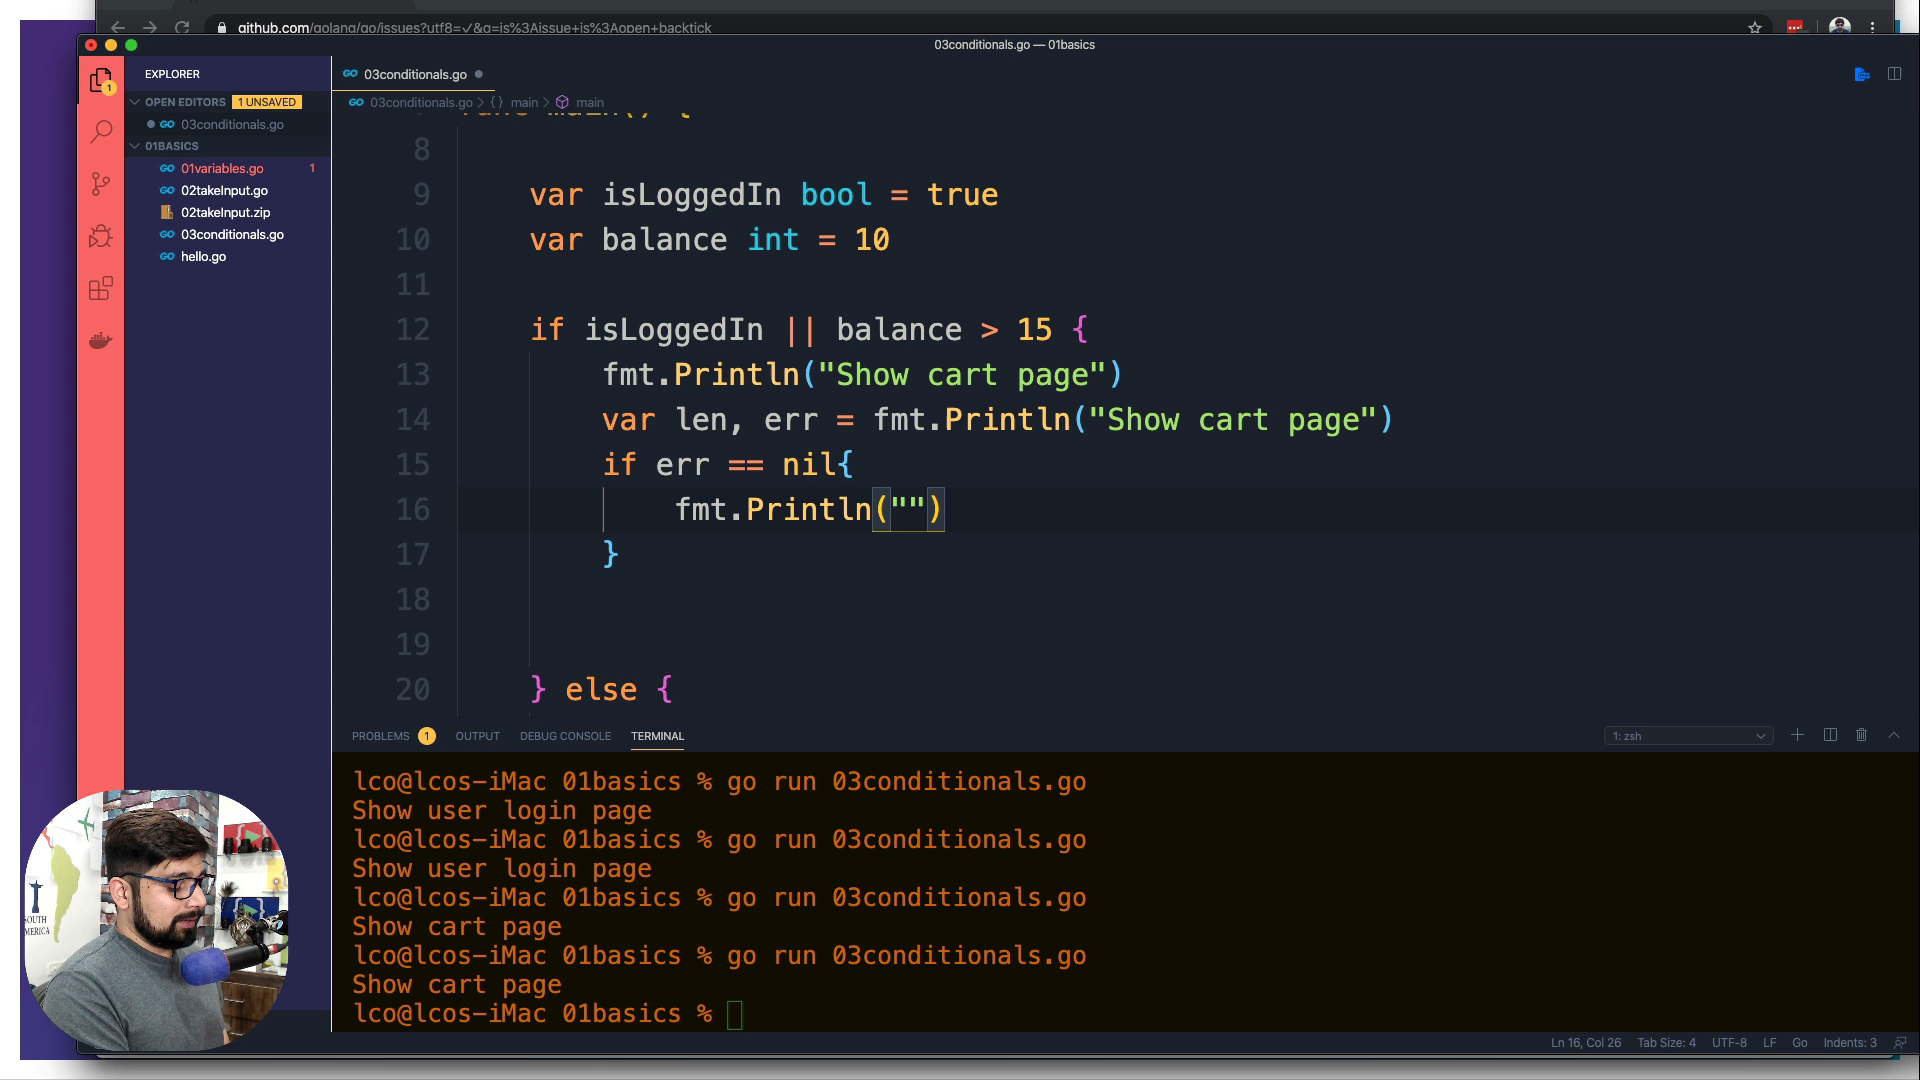 github.com/golang/go/issues?utf8=✓&q=is%3Aissue+is%3Aopen+backtick
03conditionals.go — 01basics
EXPLORER
OPEN EDITORS 1 UNSAVED
03conditionals.go
01BASICS
01variables.go 1
02takeInput.go
02takeInput.zip
03conditionals.go
hello.go
1
03conditionals.go
03conditionals.go > {} main > main
func main() {
8
9 var isLoggedIn bool = true
10 var balance int = 10
11
12 if isLoggedIn || balance > 15 {
13 fmt.Println("Show cart page")
14 var len, err = fmt.Println("Show cart page")
15 if err == nil{
16 fmt.Println("")
17 }
18
19
20 } else {
PROBLEMS 1 OUTPUT DEBUG CONSOLE TERMINAL
1: zsh
lco@lcos-iMac 01basics % go run 03conditionals.go
Show user login page
lco@lcos-iMac 01basics % go run 03conditionals.go
Show user login page
lco@lcos-iMac 01basics % go run 03conditionals.go
Show cart page
lco@lcos-iMac 01basics % go run 03conditionals.go
Show cart page
lco@lcos-iMac 01basics %
SOUTH
Ln 16, Col 26 Tab Size: 4 UTF-8 LF Go Indents: 3